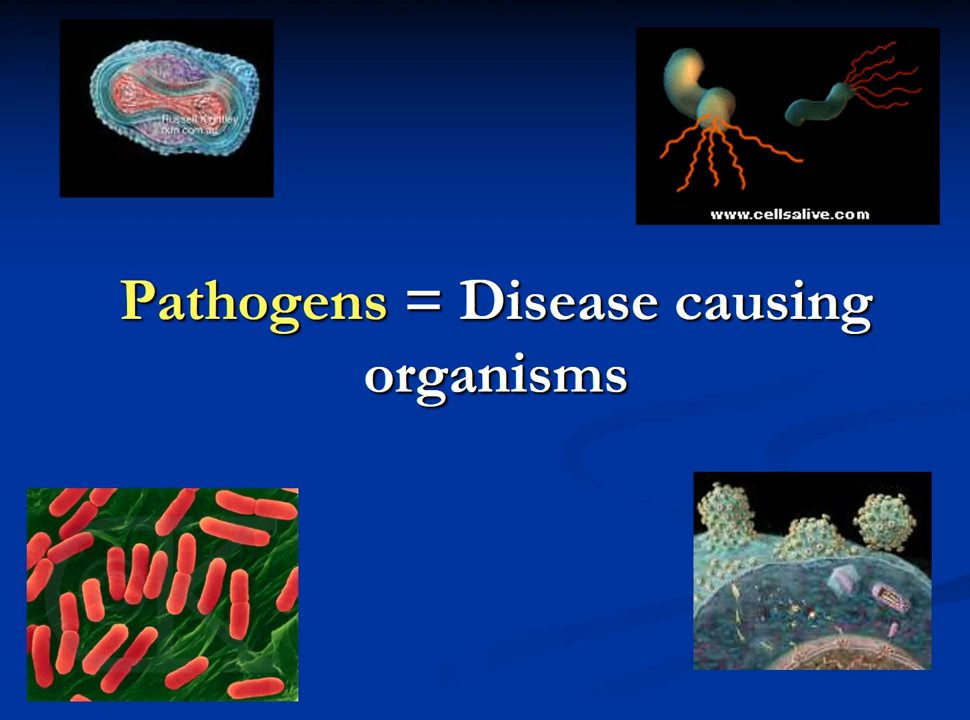 Russell Kightley
rkm.com.au
www.cellsalive.com
Pathogens = Disease causing
organisms